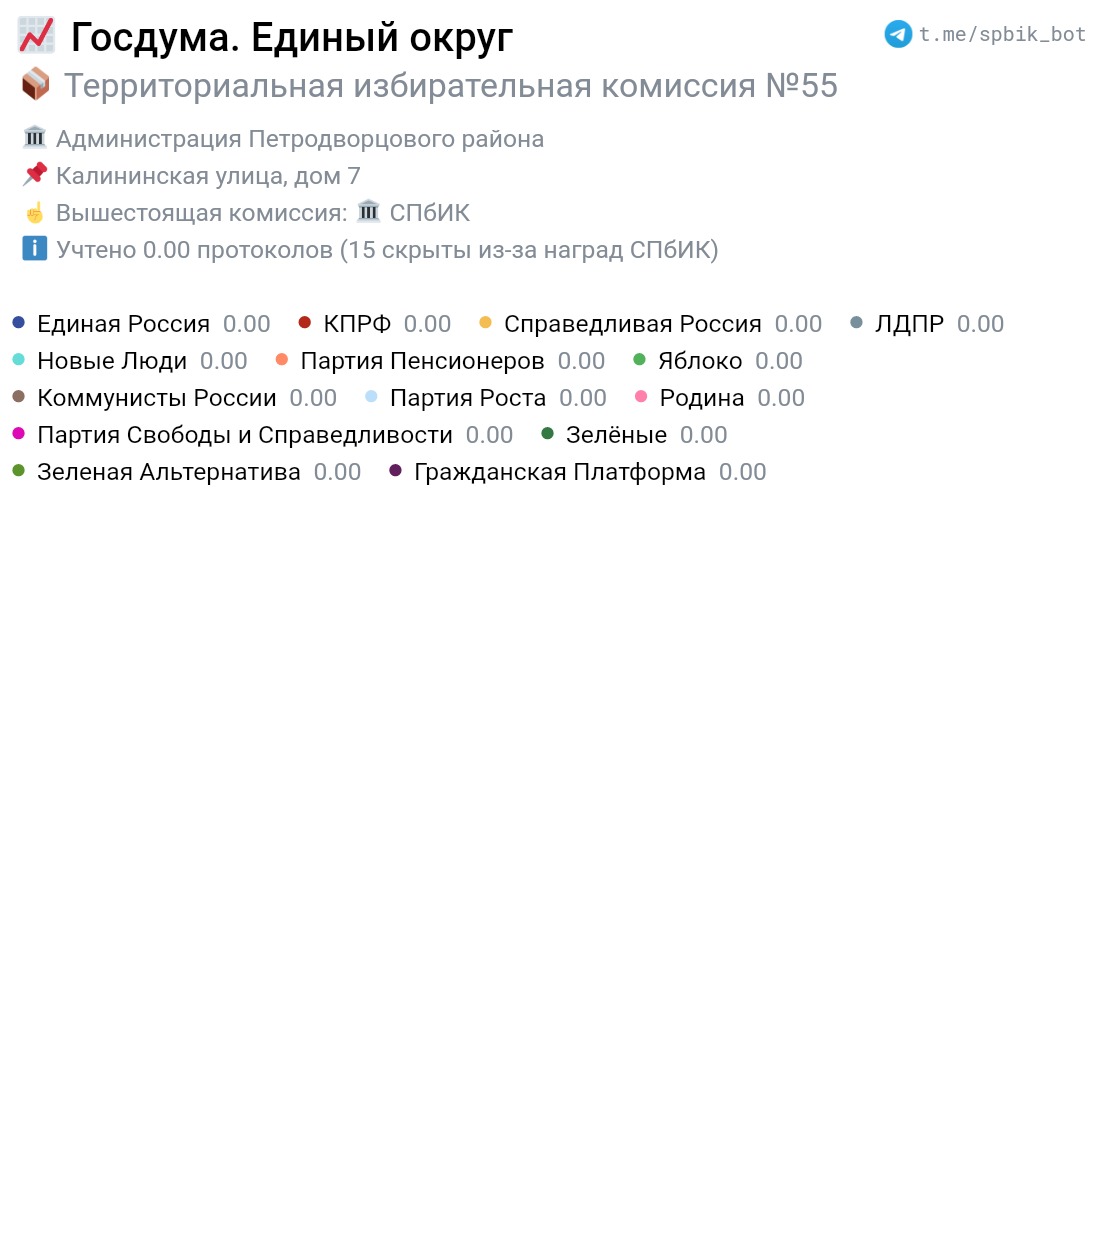 Госдума. Единый округ
t.me/spbik_bot
Территориальная избирательная комиссия №55
Администрация Петродворцового района
Калининская улица, дом 7
Вышестоящая комиссия: СПбИК
Учтено 0.00 протоколов (15 скрыты из-за наград СПбИК)
Единая Россия 0.00 КПРФ 0.00 Справедливая Россия 0.00 ЛДПР 0.00
Новые Люди 0.00 Партия Пенсионеров 0.00 Яблоко 0.00
Коммунисты России 0.00 Партия Роста 0.00 Родина 0.00
Партия Свободы и Справедливости 0.00 Зелёные 0.00
Зеленая Альтернатива 0.00 Гражданская Платформа 0.00